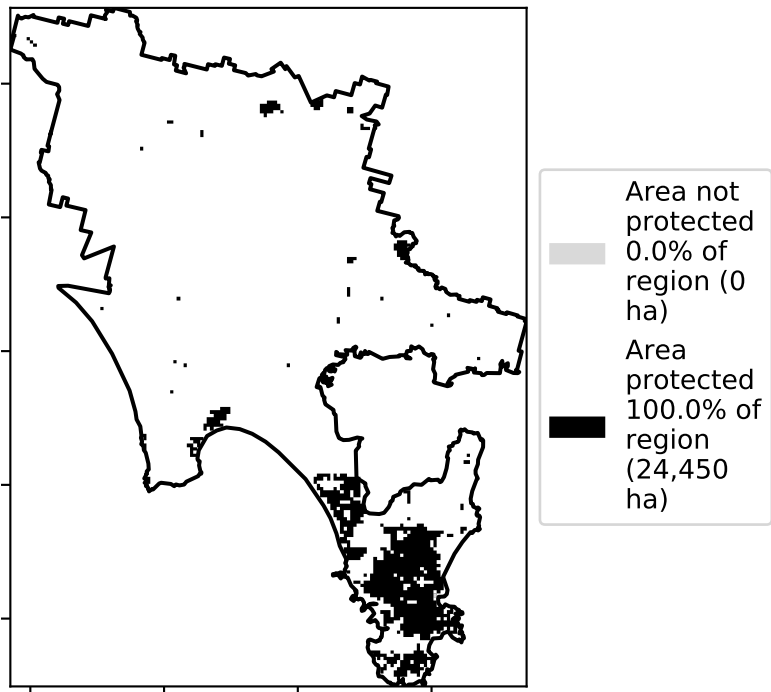 Area not
protected
0.0% of
region (0
ha)
Area
protected
100.0% of
region
(24,450
ha)